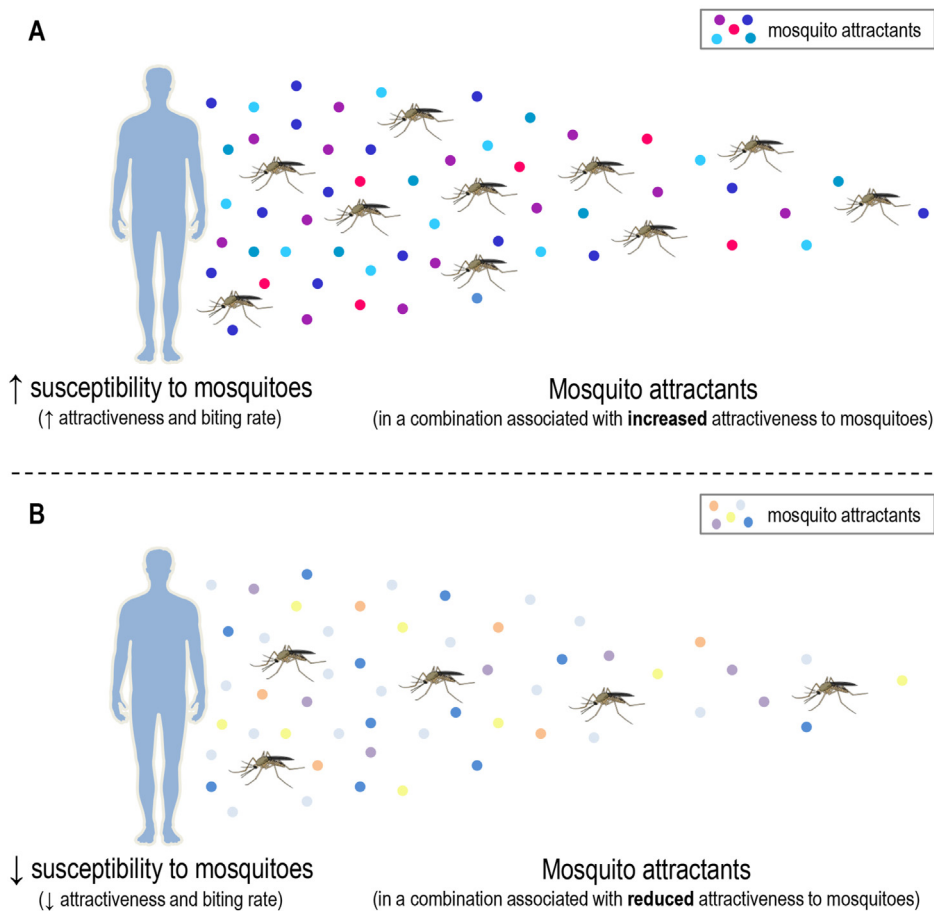 A
mosquito attractants
↑ susceptibility to mosquitoes
(↑ attractiveness and biting rate)
Mosquito attractants
(in a combination associated with increased attractiveness to mosquitoes)
B
mosquito attractants
↓ susceptibility to mosquitoes
(↓ attractiveness and biting rate)
Mosquito attractants
(in a combination associated with reduced attractiveness to mosquitoes)